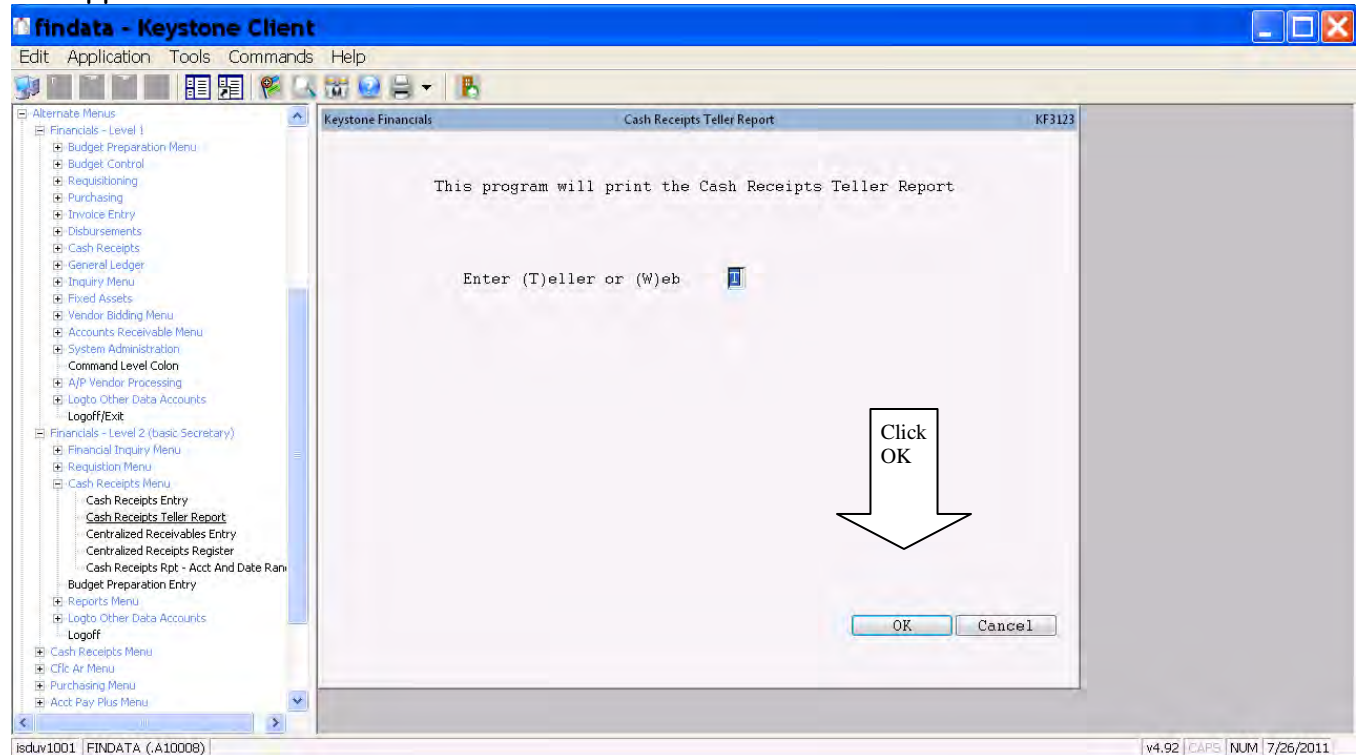 findata - Keystone Client
Edit Application Tools Commands Help
Alternate Menus
Financials - Level 1
Budget Preparation Menu
Budget Control
Requisitioning
Purchasing
Invoice Entry
Disbursements
Cash Receipts
General Ledger
Inquiry Menu
Fixed Assets
Vendor Bidding Menu
Accounts Receivable Menu
System Administration
Command Level Colon
A/P Vendor Processing
Logto Other Data Accounts
Logoff/Exit
Financials - Level 2 (basic Secretary)
Financial Inquiry Menu
Requistion Menu
Cash Receipts Menu
Cash Receipts Entry
Cash Receipts Teller Report
Centralized Receivables Entry
Centralized Receipts Register
Cash Receipts Rpt - Acct And Date Ran
Budget Preparation Entry
Reports Menu
Logto Other Data Accounts
Logoff
Cash Receipts Menu
Cflc Ar Menu
Purchasing Menu
Acct Pay Plus Menu
Keystone Financials Cash Receipts Teller Report KF3123
This program will print the Cash Receipts Teller Report
Enter (T)eller or (W)eb T
Click
OK
OK Cancel
isduv1001 FINDATA (.A10008) v4.92 CAPS NUM 7/26/2011